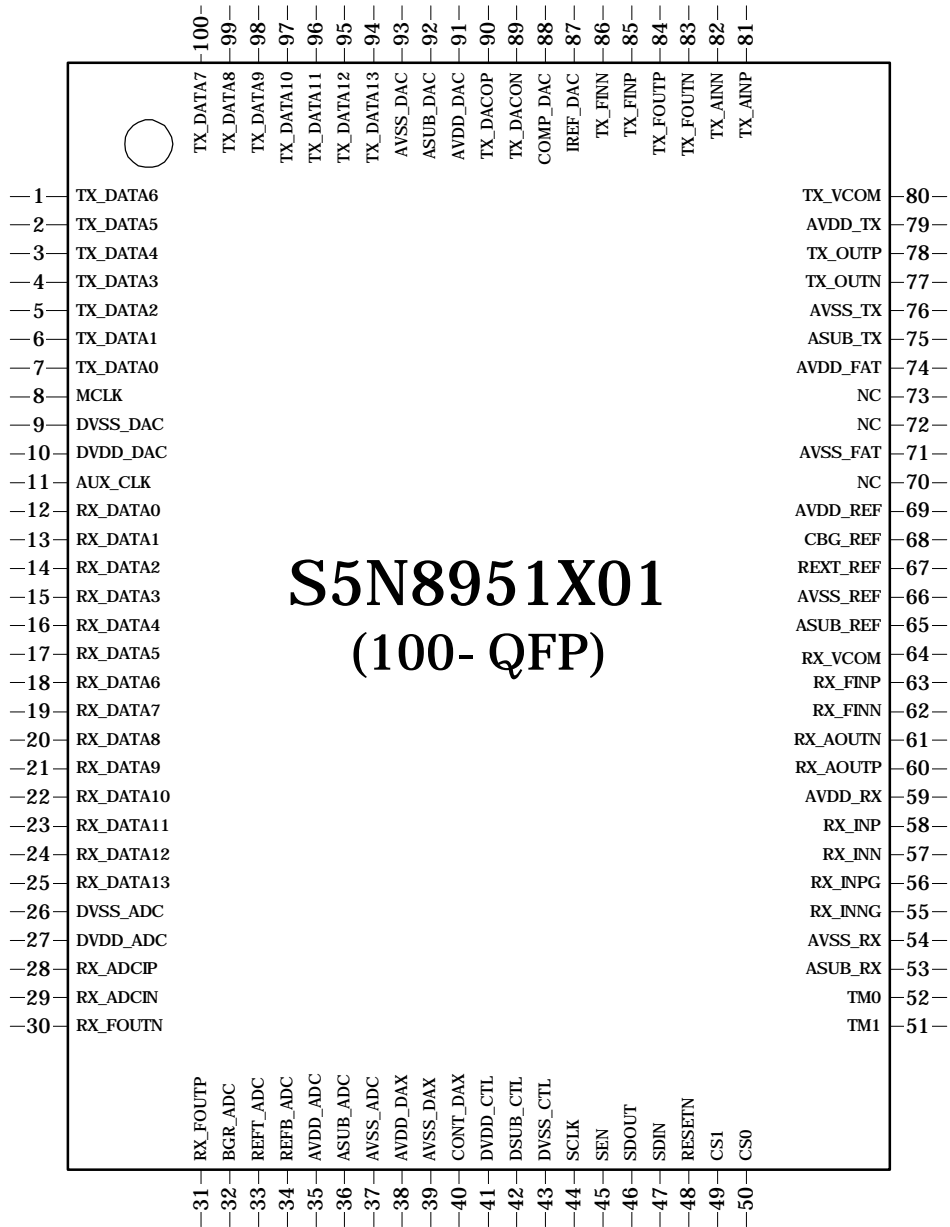 100 99 98 97 96 95 94 93 92 91 90 89 88 87 86 85 84 83 82 81
TX_DATA7 TX_DATA8 TX_DATA9 TX_DATA10 TX_DATA11 TX_DATA12 TX_DATA13 AVSS_DAC ASUB_DAC AVDD_DAC TX_DACOP TX_DACON COMP_DAC IREF_DAC TX_FINN TX_FINP TX_FOUTP TX_FOUTN TX_AINN TX_AINP
1 TX_DATA6 TX_VCOM 80
2 TX_DATA5 AVDD_TX 79
3 TX_DATA4 TX_OUTP 78
4 TX_DATA3 TX_OUTN 77
5 TX_DATA2 AVSS_TX 76
6 TX_DATA1 ASUB_TX 75
7 TX_DATA0 AVDD_FAT 74
8 MCLK NC 73
9 DVSS_DAC NC 72
10 DVDD_DAC AVSS_FAT 71
11 AUX_CLK NC 70
12 RX_DATA0 AVDD_REF 69
13 RX_DATA1 CBG_REF 68
14 RX_DATA2 REXT_REF 67
15 RX_DATA3 AVSS_REF 66
16 RX_DATA4 ASUB_REF 65
17 RX_DATA5 RX_VCOM 64
18 RX_DATA6 RX_FINP 63
19 RX_DATA7 RX_FINN 62
20 RX_DATA8 RX_AOUTN 61
21 RX_DATA9 RX_AOUTP 60
22 RX_DATA10 AVDD_RX 59
23 RX_DATA11 RX_INP 58
24 RX_DATA12 RX_INN 57
25 RX_DATA13 RX_INPG 56
26 DVSS_ADC RX_INNG 55
27 DVDD_ADC AVSS_RX 54
28 RX_ADCIP ASUB_RX 53
29 RX_ADCIN TM0 52
30 RX_FOUTN TM1 51
S5N8951X01
(100- QFP)
RX_FOUTP BGR_ADC REFT_ADC REFB_ADC AVDD_ADC ASUB_ADC AVSS_ADC AVDD_DAX AVSS_DAX CONT_DAX DVDD_CTL DSUB_CTL DVSS_CTL SCLK SEN SDOUT SDIN RESETN CS1 CS0
31 32 33 34 35 36 37 38 39 40 41 42 43 44 45 46 47 48 49 50